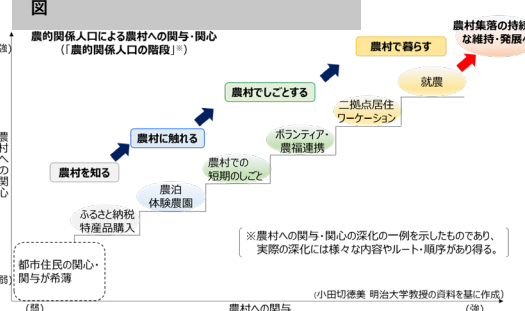 図
農的関係人口による農村への関与・関心
(「農的関係人口の階段」※)
強)
農村集落の持続
な維持・発展へ
農村で暮らす
就農
農村でしごとする
二拠点居住
ワーケーション
農村に触れる
ボランティア・
農福連携
農村を知る
農村での
短期のしごと
農泊
体験農園
ふるさと納税
特産品購入
農村への関心
都市住民の関心・
関与が希薄
※農村への関与・関心の深化の一例を示したものであり、
実際の深化には様々な内容やルート・順序があり得る。
(小田切徳美 明治大学教授の資料を基に作成)
弱)
(弱)
農村への関与
(強)